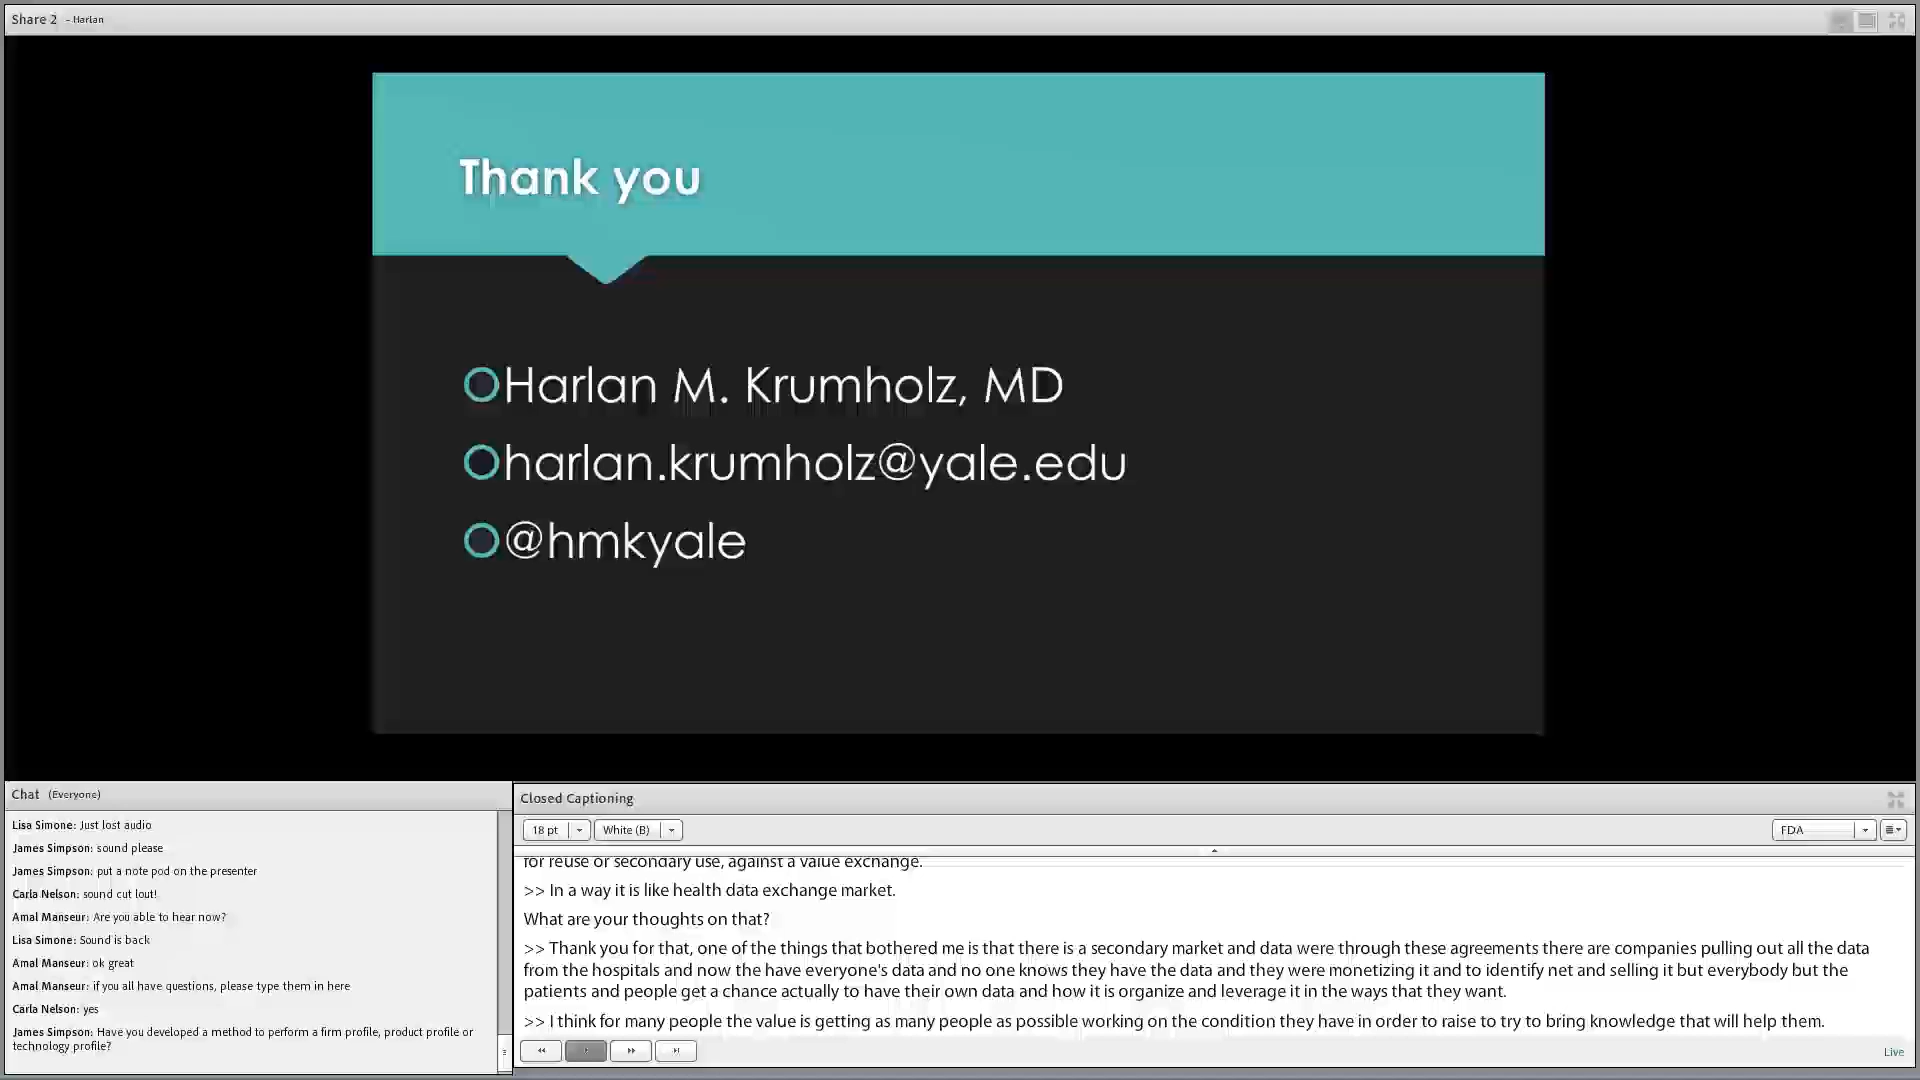 Share 2 - Harlan
Thank you
Harlan M. Krumholz, MD
harlan.krumholz@yale.edu
@hmkyale
Chat (Everyone)
Lisa Simone: Just lost audio
James Simpson: sound please
James Simpson: put a note pod on the presenter
Carla Nelson: sound cut lout!
Amal Manseur: Are you able to hear now?
Lisa Simone: Sound is back
Amal Manseur: ok great
Amal Manseur: if you all have questions, please type them in here
Carla Nelson: yes
James Simpson: Have you developed a method to perform a firm profile, product profile or
technology profile?
Closed Captioning
18 pt White (B) FDA
for reuse or secondary use, against a value exchange.
>> In a way it is like health data exchange market.
What are your thoughts on that?
>> Thank you for that, one of the things that bothered me is that there is a secondary market and data were through these agreements there are companies pulling out all the data
from the hospitals and now the have everyone's data and no one knows they have the data and they were monetizing it and to identify net and selling it but everybody but the
patients and people get a chance actually to have their own data and how it is organize and leverage it in the ways that they want.
>> I think for many people the value is getting as many people as possible working on the condition they have in order to raise to try to bring knowledge that will help them.
Live